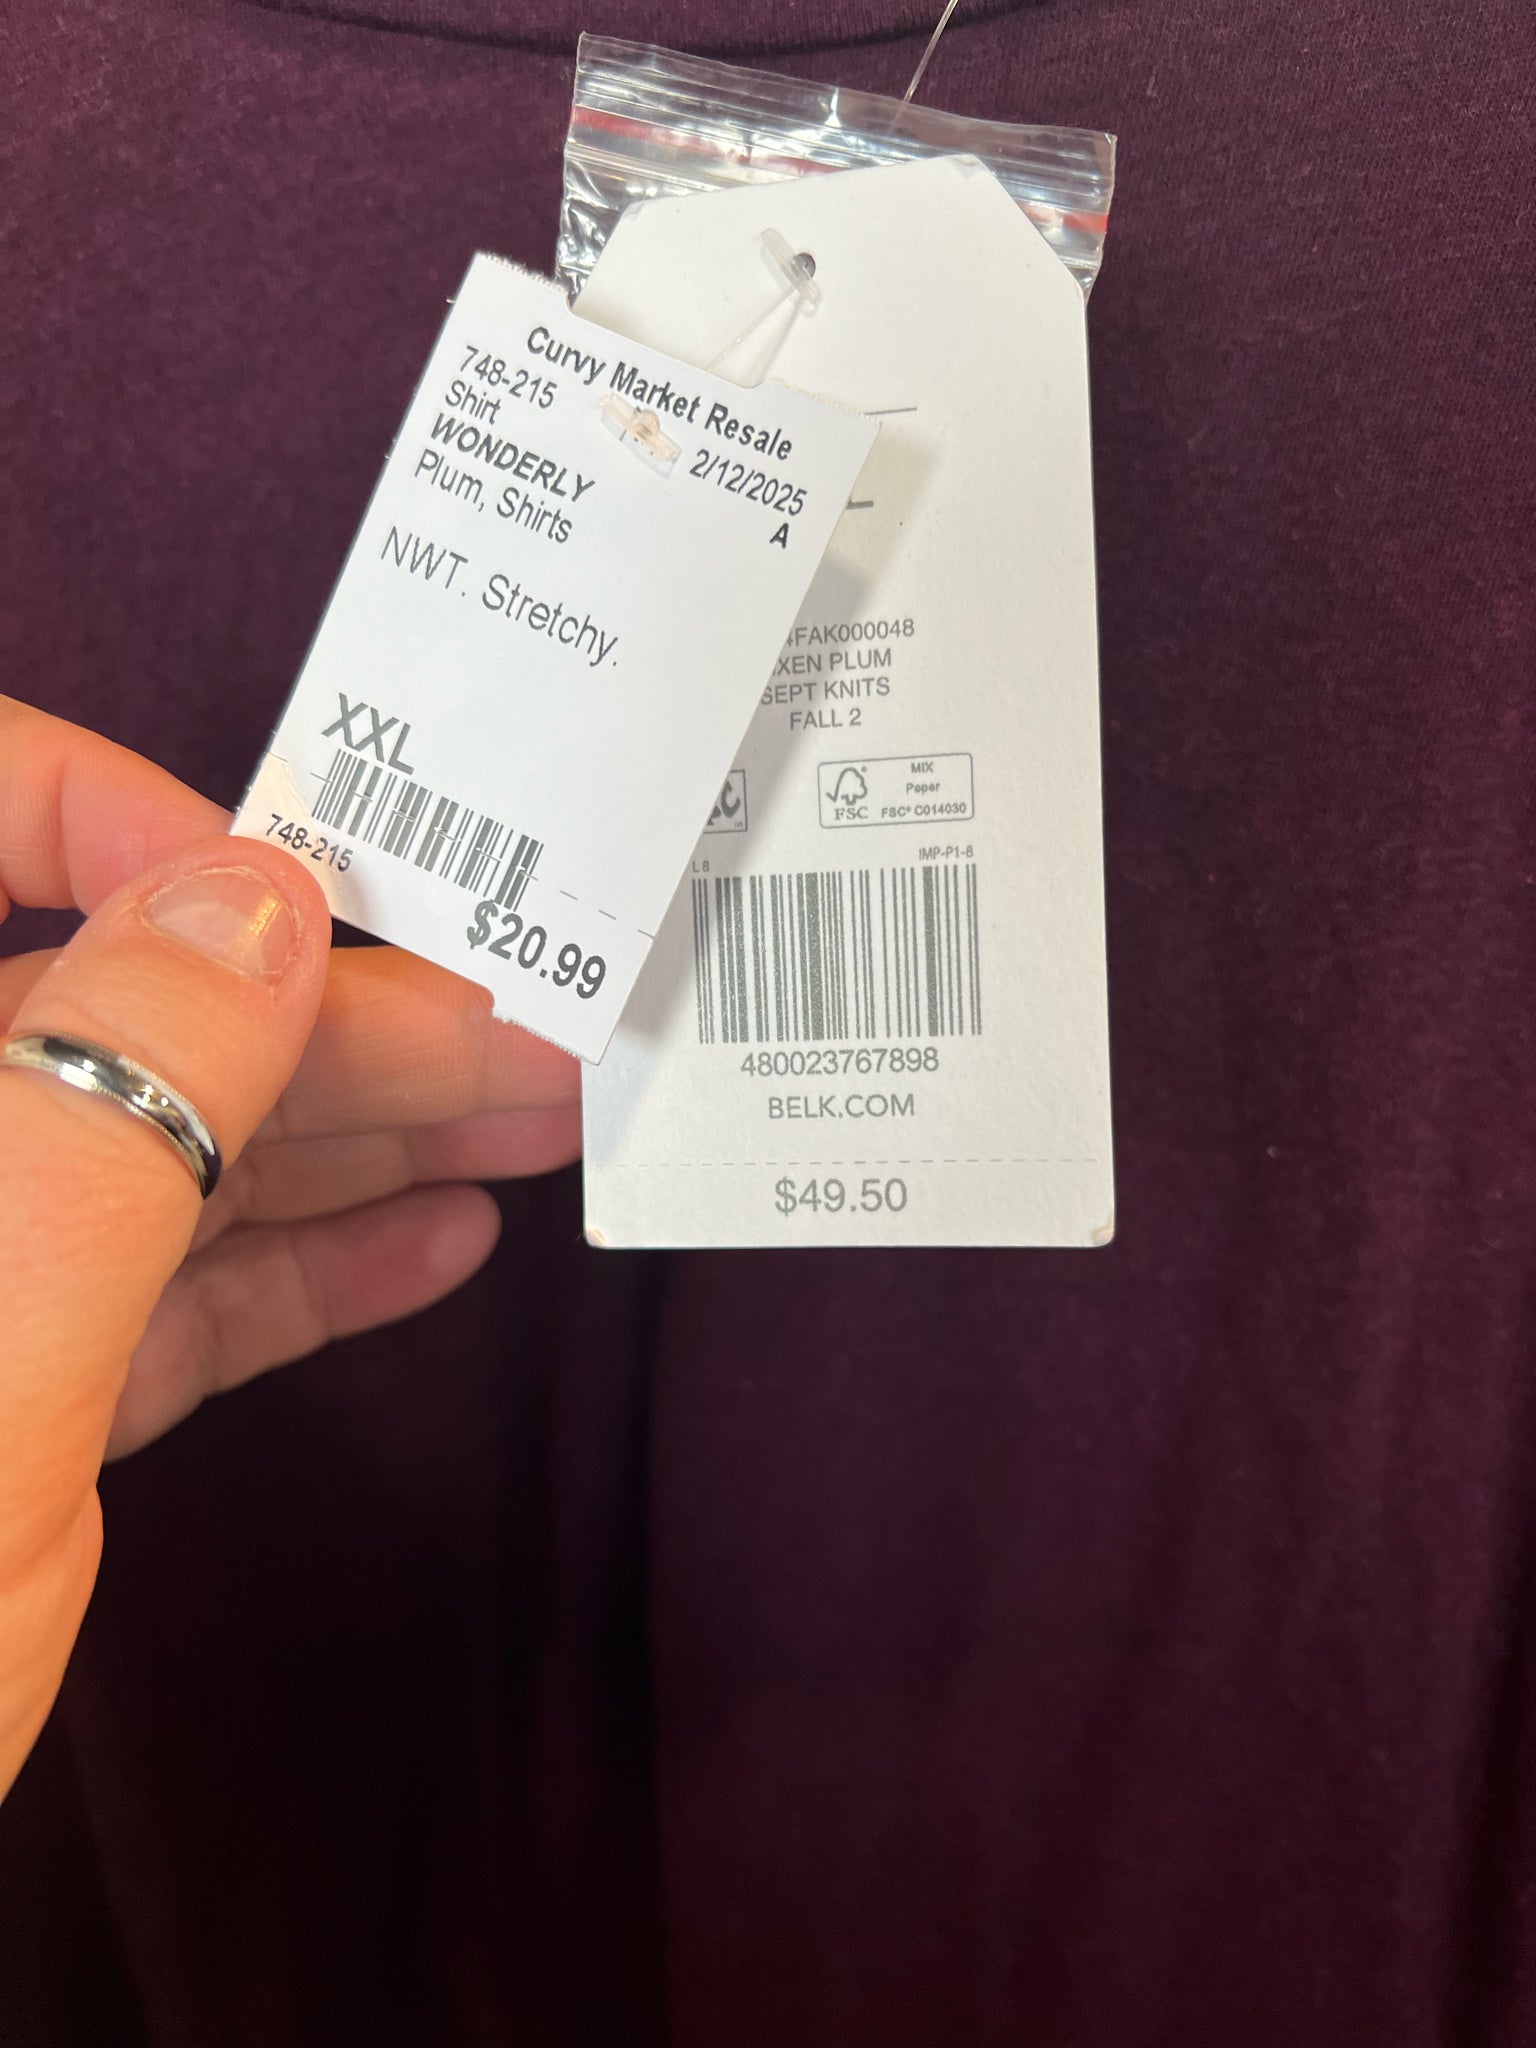 Curvy Market Resale
748-215
2/12/2025
Shirt
A
WONDERLY
Plum, Shirts
NWT. Stretchy.
XXL
748-215
$20.99
FAK000048
PLUM
SEPT KNITS
FALL 2
MIX
Paper
FSC FSC® C014030
L8 IMP-P1-8
480023767898
BELK.COM
$49.50